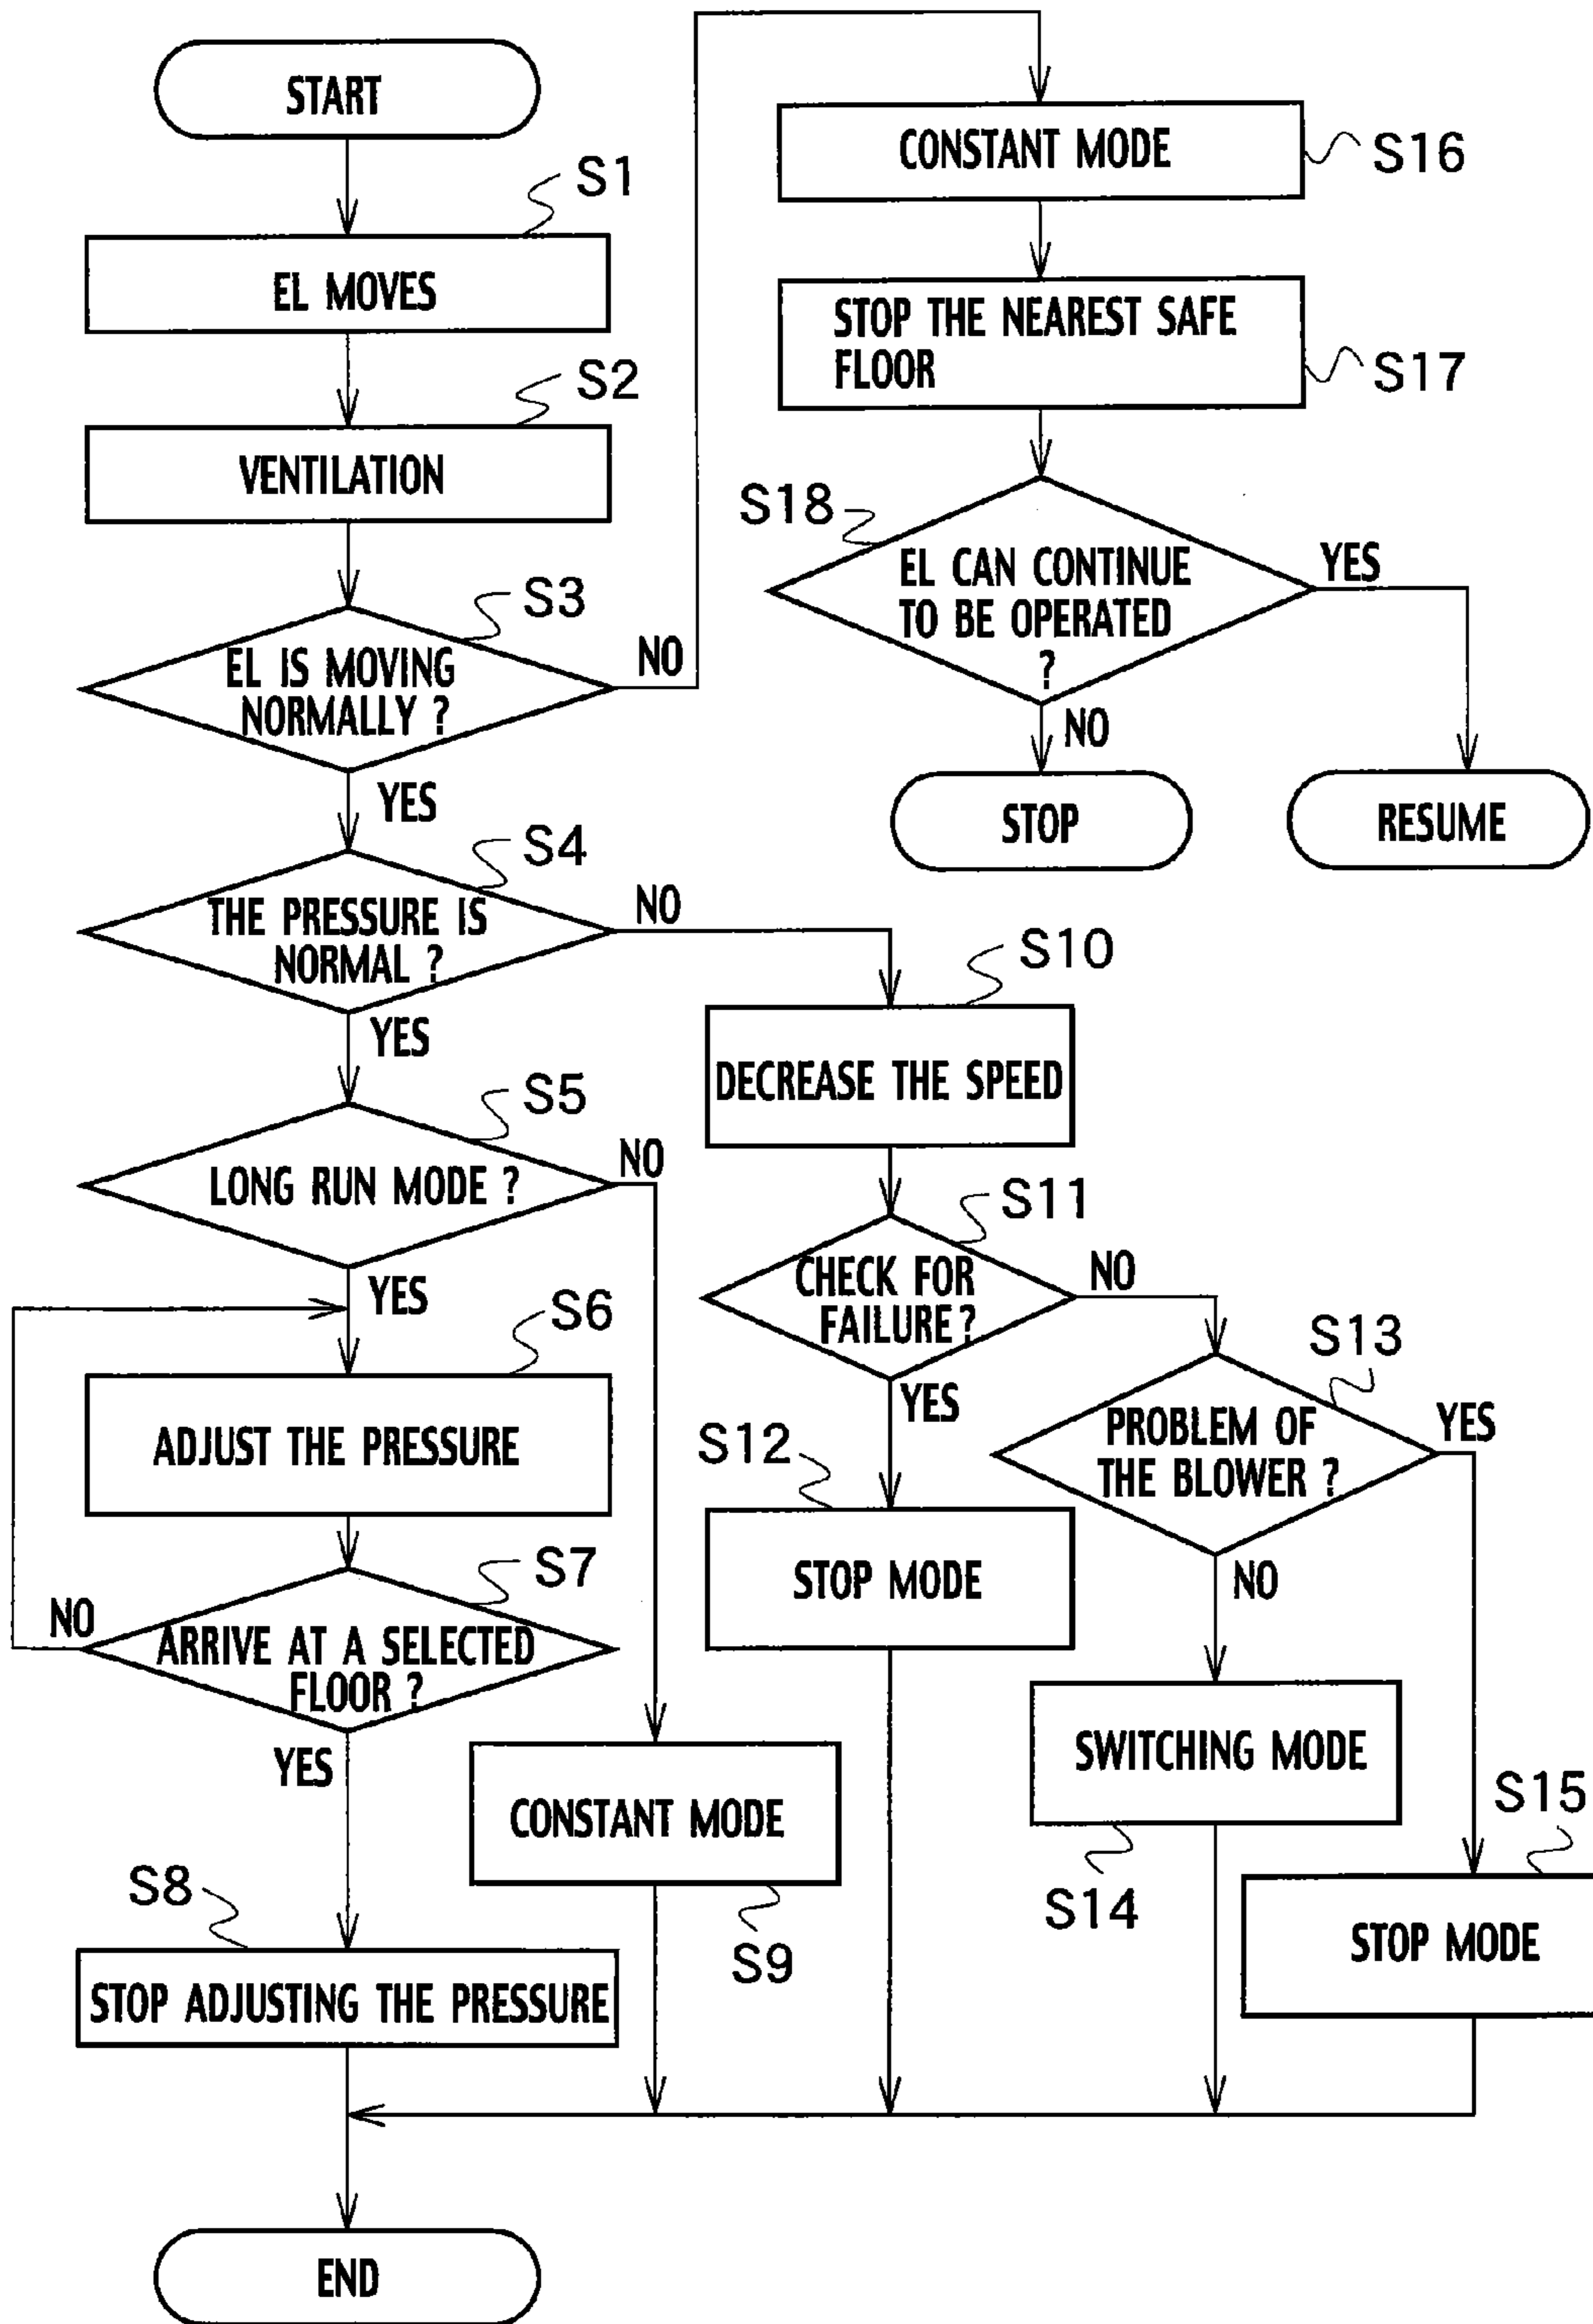 START
S1
EL MOVES
S2
VENTILATION
S3
EL IS MOVING
NORMALLY ?
NO
YES
S4
THE PRESSURE IS
NORMAL ?
NO
YES
S5
LONG RUN MODE ?
NO
YES
S6
ADJUST THE PRESSURE
S7
NO
ARRIVE AT A SELECTED
FLOOR ?
YES
S8
STOP ADJUSTING THE PRESSURE
CONSTANT MODE
S9
END
S10
DECREASE THE SPEED
S11
CHECK FOR
FAILURE ?
NO
YES
S12
STOP MODE
S13
PROBLEM OF
THE BLOWER ?
YES
NO
SWITCHING MODE
S14
S15
STOP MODE
CONSTANT MODE
S16
STOP THE NEAREST SAFE
FLOOR
S17
S18
EL CAN CONTINUE
TO BE OPERATED
?
YES
NO
STOP
RESUME